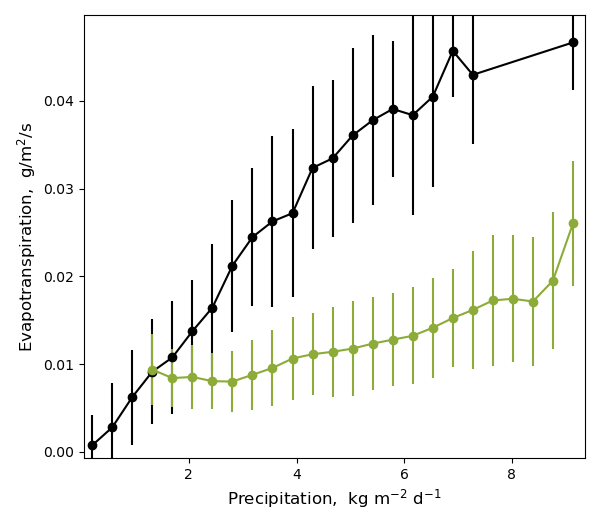 0.04
0.03
0.02
0.01
0.00
Evapotranspiration,  g/m²/s
2 4 6 8
Precipitation,  kg m⁻² d⁻¹